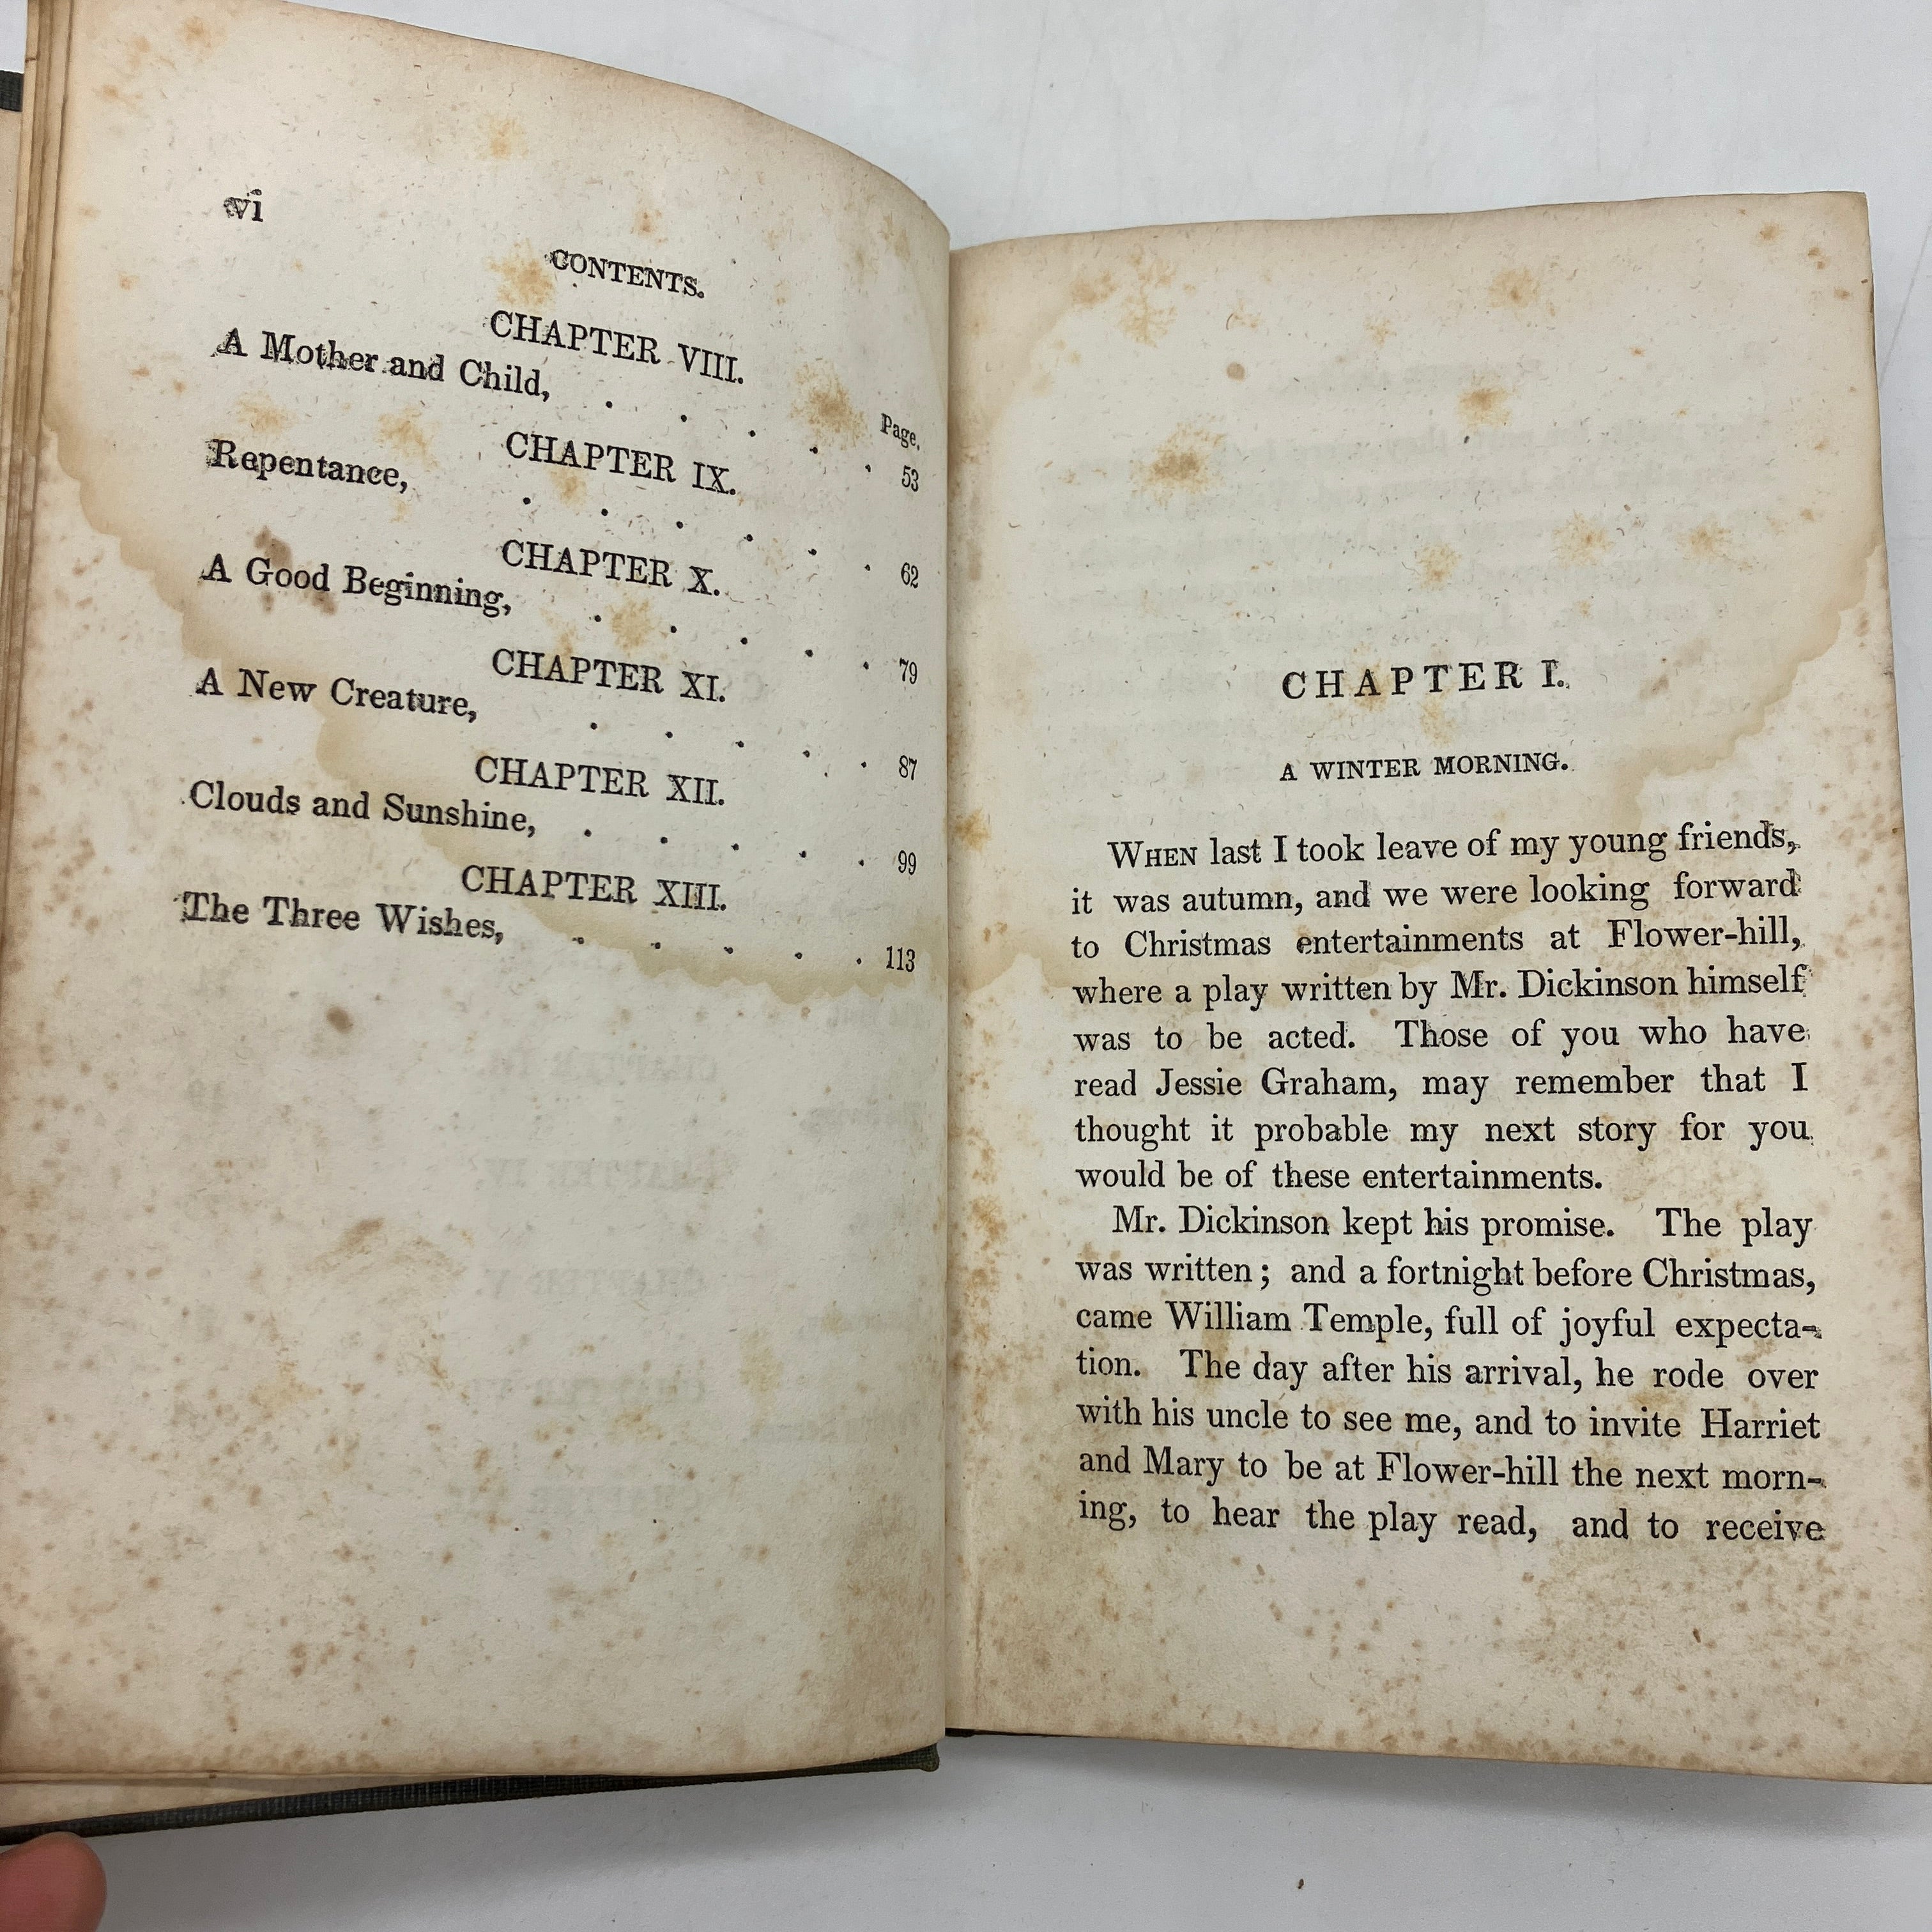 vi
CONTENTS.
CHAPTER VIII.
Page.
A Mother and Child, . . . . . 53
CHAPTER IX.
Repentance, . . . . . . 62
CHAPTER X.
A Good Beginning, . . . . . 79
CHAPTER XI.
A New Creature, . . . . . 87
CHAPTER XII.
Clouds and Sunshine, . . . . . 99
CHAPTER XIII.
The Three Wishes, . . . . . 113
CHAPTER I.
A WINTER MORNING.
WHEN last I took leave of my young friends,
it was autumn, and we were looking forward
to Christmas entertainments at Flower-hill,
where a play written by Mr. Dickinson himself
was to be acted. Those of you who have
read Jessie Graham, may remember that I
thought it probable my next story for you
would be of these entertainments.
Mr. Dickinson kept his promise. The play
was written; and a fortnight before Christmas,
came William Temple, full of joyful expecta-
tion. The day after his arrival, he rode over
with his uncle to see me, and to invite Harriet
and Mary to be at Flower-hill the next morn-
ing, to hear the play read, and to receive